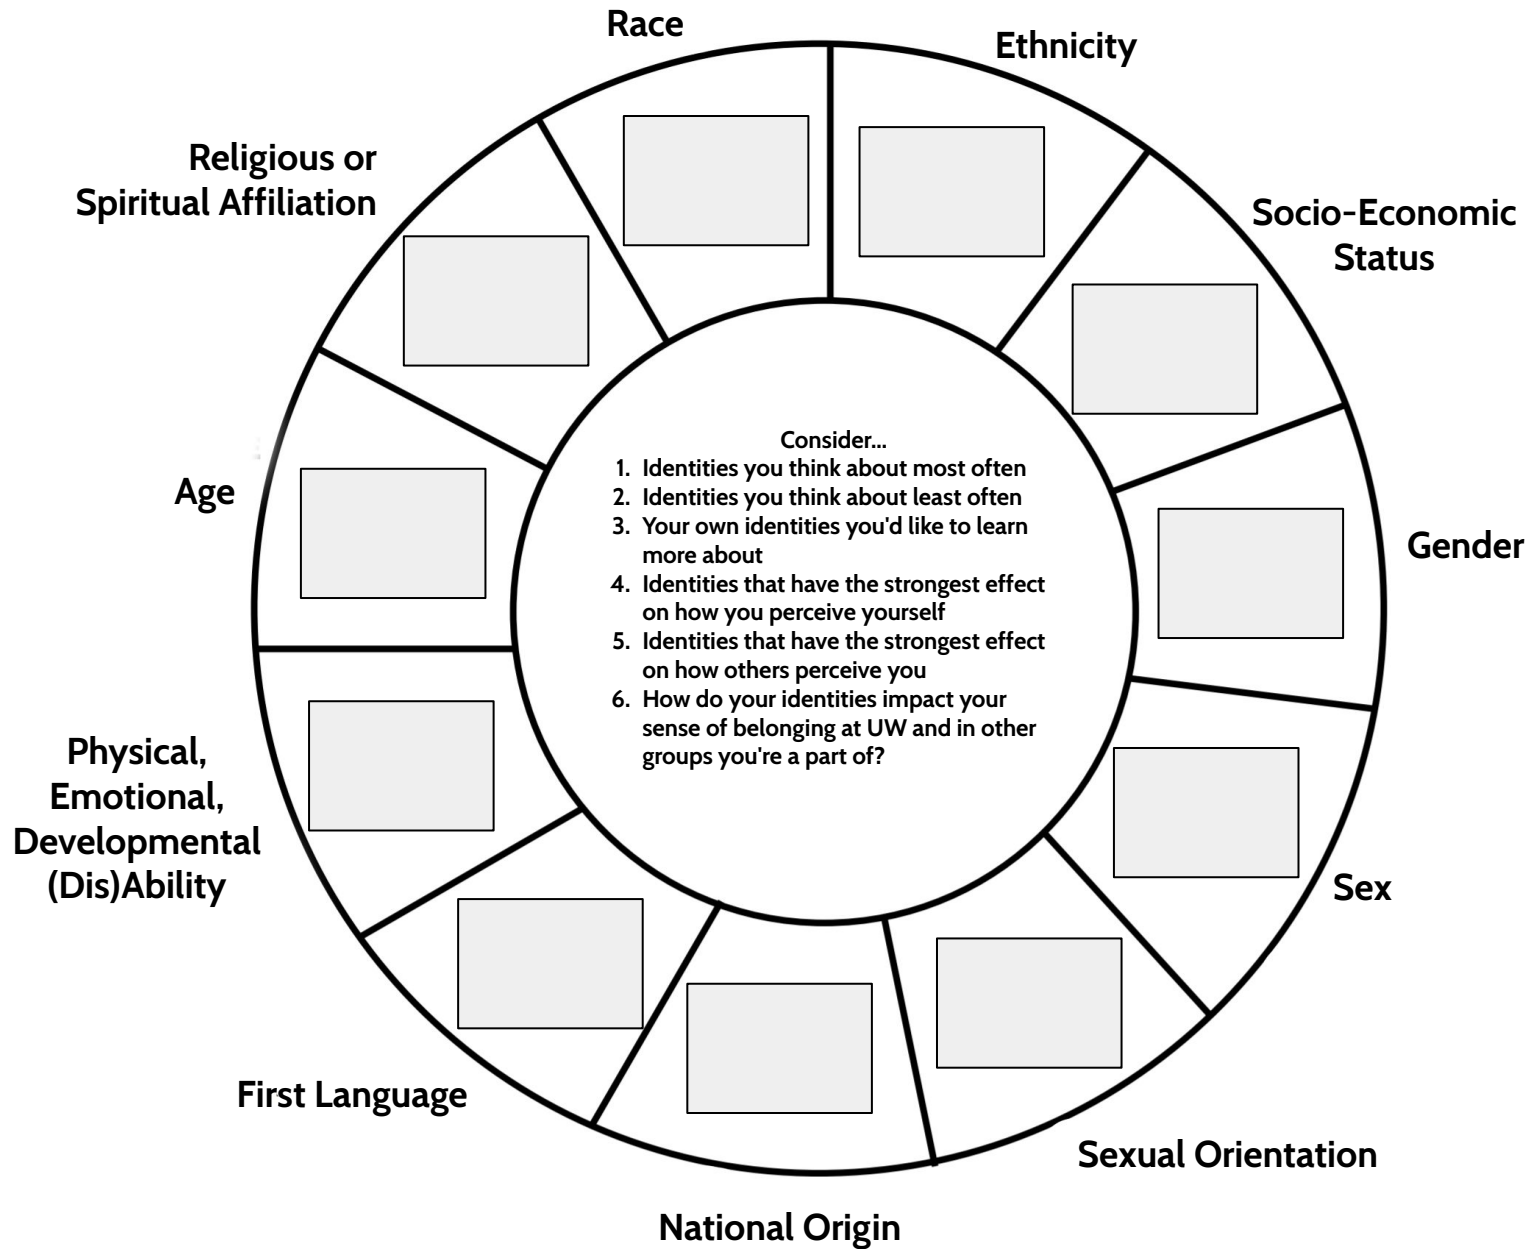 Race
Ethnicity
Religious or
Spiritual Affiliation
Socio-Economic
Status
Consider...
1. Identities you think about most often
2. Identities you think about least often
3. Your own identities you'd like to learn
more about
4. Identities that have the strongest effect
on how you perceive yourself
5. Identities that have the strongest effect
on how others perceive you
6. How do your identities impact your
sense of belonging at UW and in other
groups you're a part of?
Age
Gender
Physical,
Emotional,
Developmental
(Dis)Ability
Sex
First Language
Sexual Orientation
National Origin